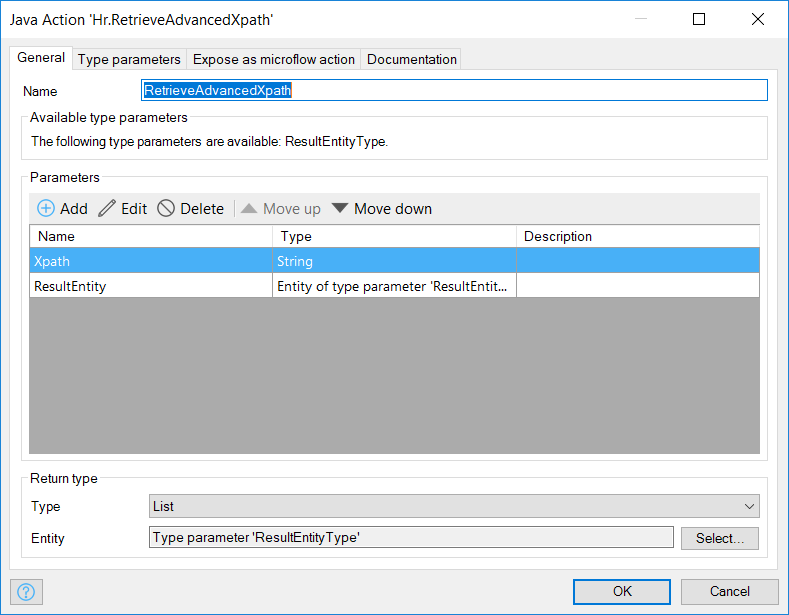 Java Action 'Hr.RetrieveAdvancedXpath'
General Type parameters Expose as microflow action Documentation
Name RetrieveAdvancedXpath
Available type parameters
The following type parameters are available: ResultEntityType.
Parameters
Add Edit Delete Move up Move down
Name Type Description
Xpath String
ResultEntity Entity of type parameter 'ResultEntit...
Return type
Type List
Entity Type parameter 'ResultEntityType' Select...
? OK Cancel